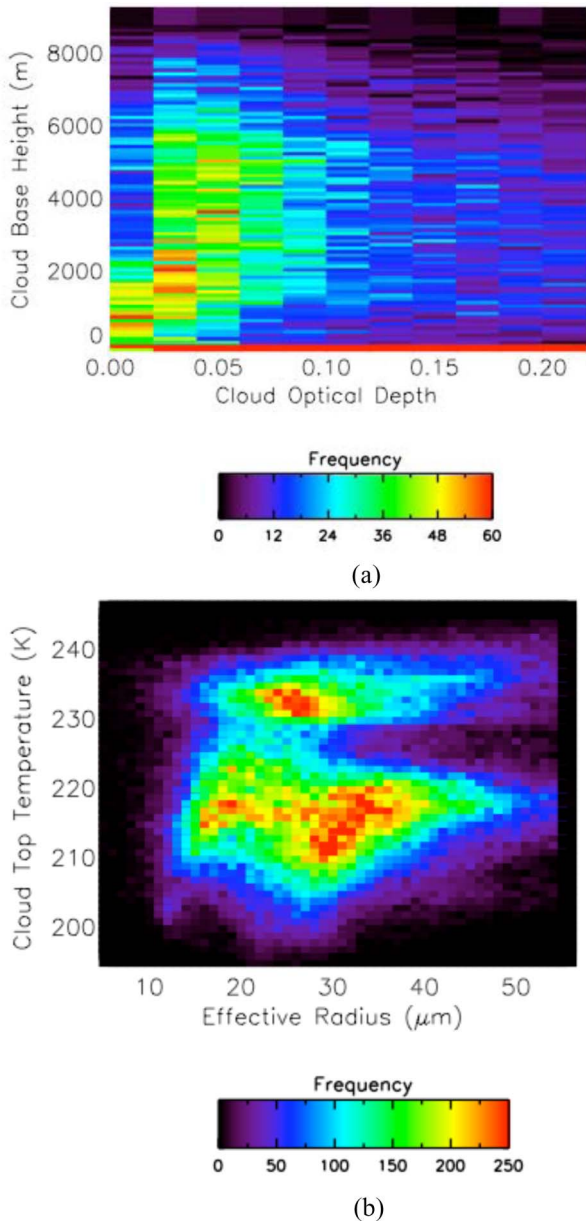 Cloud Base Height (m)
8000
6000
4000
2000
0
0.00 0.05 0.10 0.15 0.20
Cloud Optical Depth
Frequency
0 12 24 36 48 60
(a)
Cloud Top Temperature (K)
240
230
220
210
200
10 20 30 40 50
Effective Radius (μm)
Frequency
0 50 100 150 200 250
(b)